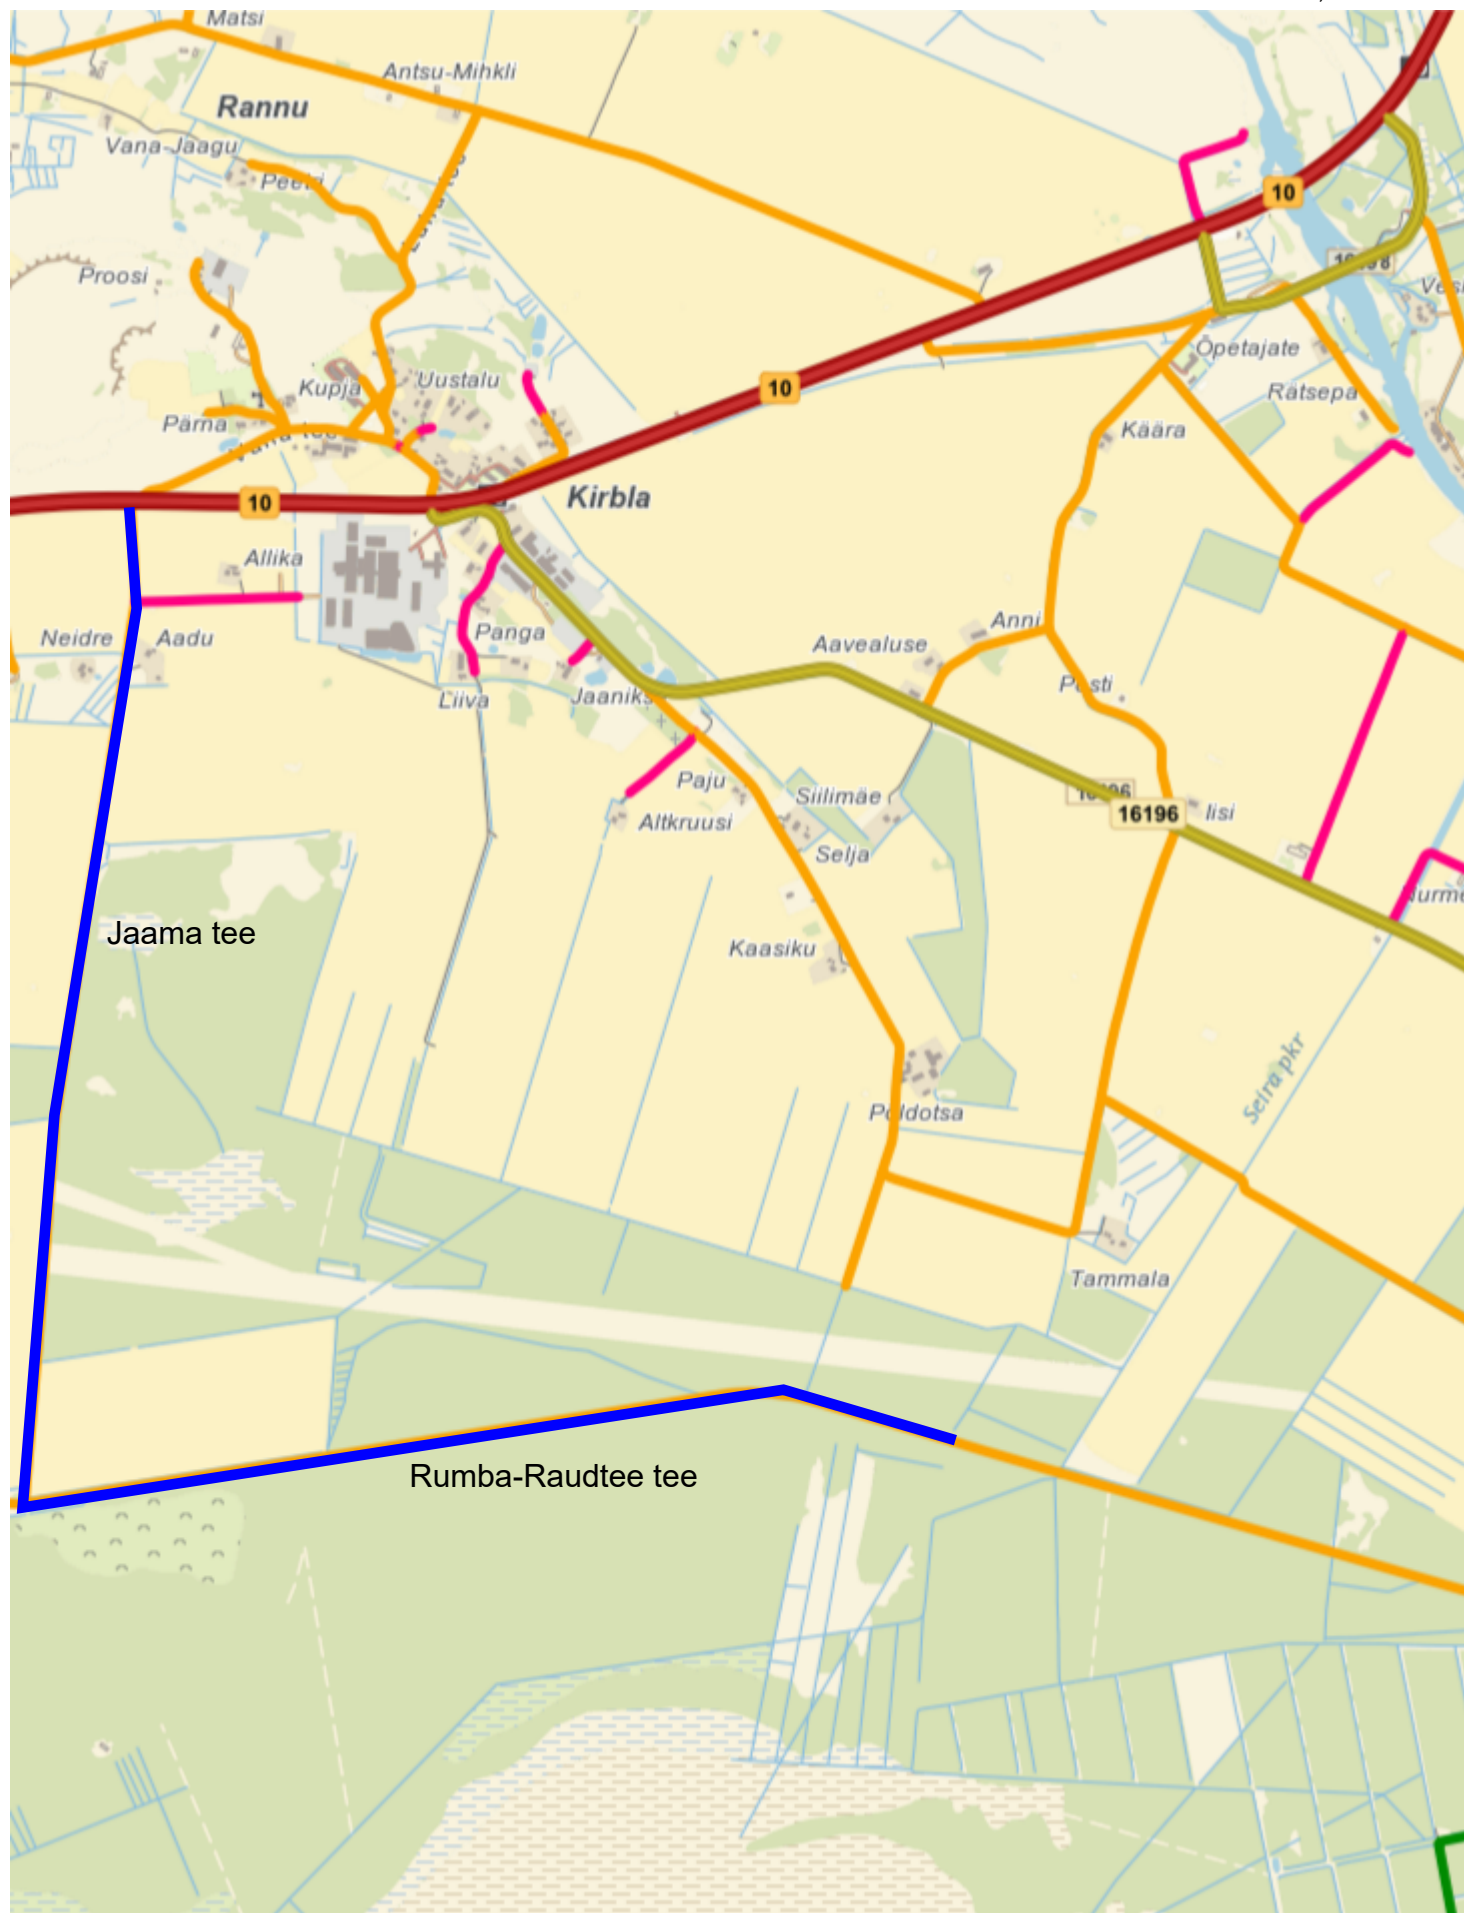 Matsi
Antsu-Mihkli
Rannu
Vana-Jaagu
10
Proosi
Õpetajate
Kupja
Uustalu
10
Rätsepa
Pärna
Vana tee
Käära
10
Kirbla
Allika
Anni
Neidre
Aadu
Panga
Aavealuse
Liiva
Jaaniks
Paju
Siilimäe
16196
Iisi
Altkruusi
Selja
Jaama tee
Kaasiku
Seira pkr
Põldotsa
Tammala
Rumba-Raudtee tee